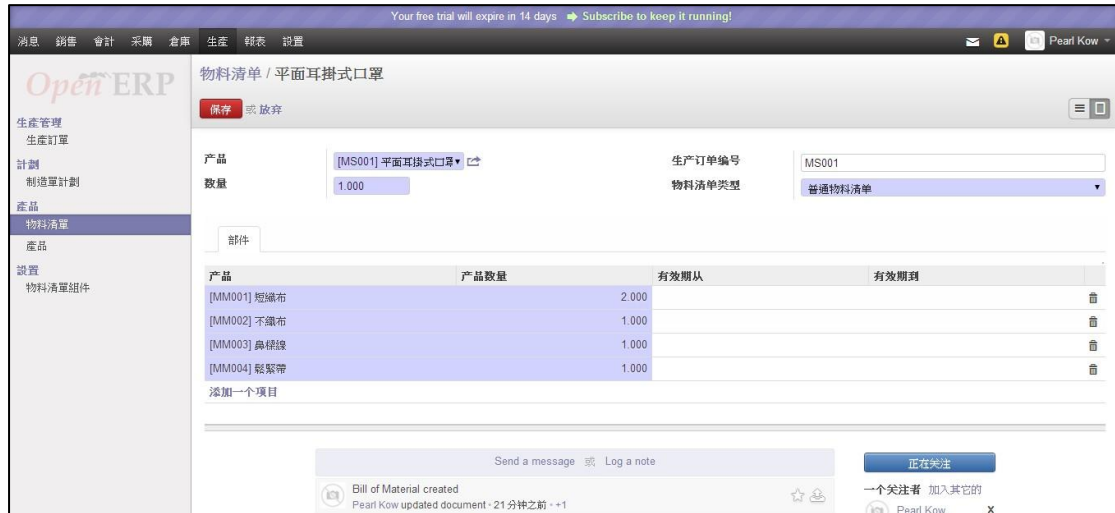 Your free trial will expire in 14 days Subscribe to keep it running!
消息 銷售 會計 采購 倉庫 生產 報表 設置 Pearl Kow
Open ERP
物料清单 / 平面耳掛式口罩
保存 或 放弃
生產管理
生產訂單
計劃
制造單計劃
產品
物料清單
產品
設置
物料清單組件
产品 [MS001] 平面耳掛式口罩 生产订单编号 MS001
数量 1.000 物料清单类型 普通物料清单
部件
产品 产品数量 有效期从 有效期到
[MM001] 短纖布 2.000
[MM002] 不織布 1.000
[MM003] 鼻樑線 1.000
[MM004] 鬆緊帶 1.000
添加一个项目
Send a message 或 Log a note 正在关注
Bill of Material created 一个关注者 加入其它的
Pearl Kow updated document · 21 分钟之前 · +1 Pearl Kow X